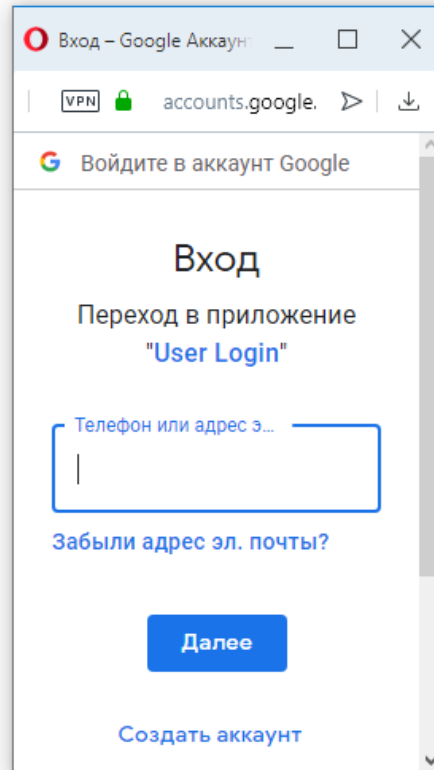 Вход – Google Аккаун
VPN accounts.google.
Войдите в аккаунт Google
Вход
Переход в приложение
"User Login"
Телефон или адрес э...
Забыли адрес эл. почты?
Далее
Создать аккаунт